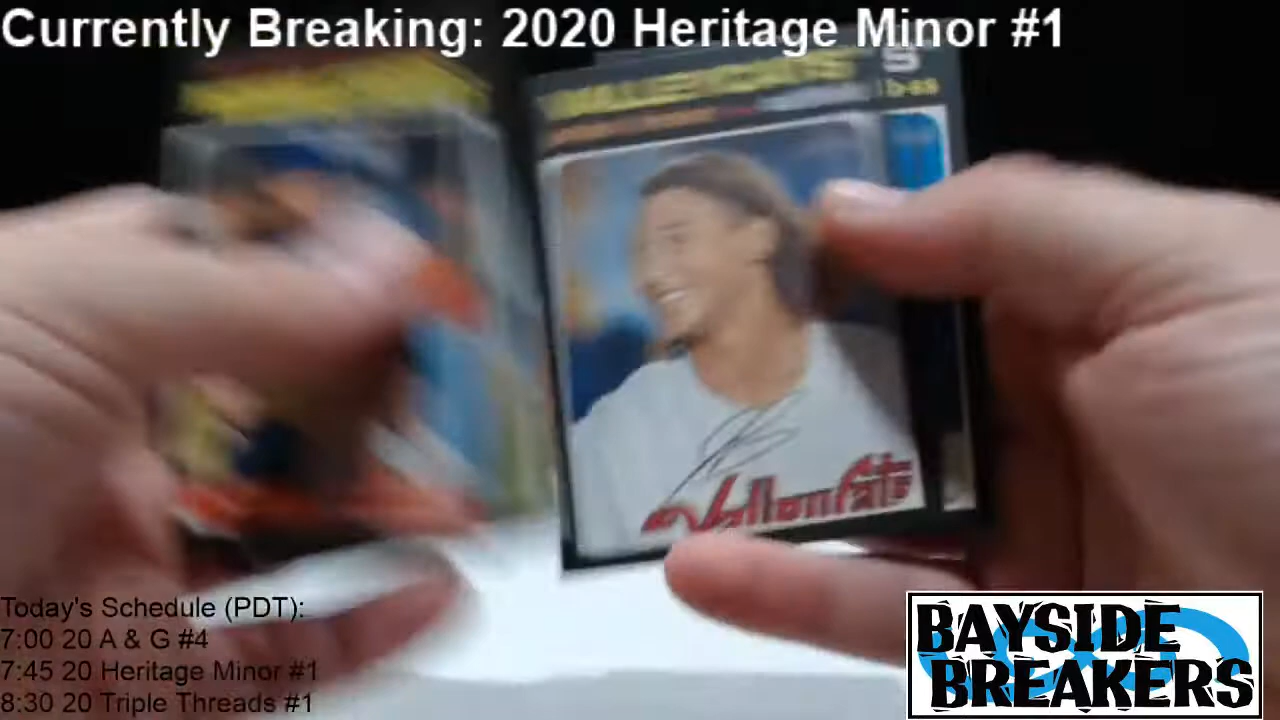 Currently Breaking: 2020 Heritage Minor #1
Today's Schedule (PDT):
7:00 20 A & G #4
7:45 20 Heritage Minor #1
8:30 20 Triple Threads #1
BAYSIDE
BREAKERS